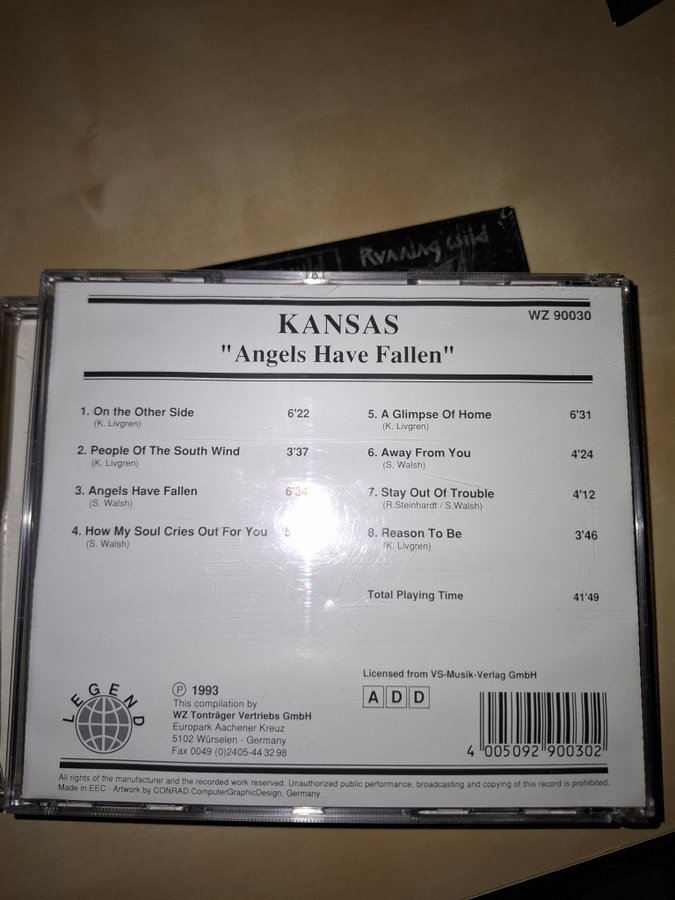 Running Wild
KANSAS
WZ 90030
"Angels Have Fallen"
1. On the Other Side 6'22
(K. Livgren)
2. People Of The South Wind 3'37
(K. Livgren)
3. Angels Have Fallen 6'34
(S. Walsh)
4. How My Soul Cries Out For You
(S. Walsh)
5. A Glimpse Of Home 6'31
(K. Livgren)
6. Away From You 4'24
(S. Walsh)
7. Stay Out Of Trouble 4'12
(R.Steinhardt / S.Walsh)
8. Reason To Be 3'46
(K. Livgren)
Total Playing Time 41'49
LEGEND
Ⓟ 1993
This compilation by
WZ Tonträger Vertriebs GmbH
Europark Aachener Kreuz
5102 Würselen - Germany
Fax 0049 (0)2405-44 32 98
Licensed from VS-Musik-Verlag GmbH
A D D
4 005092 900302
All rights of the manufacturer and the recorded work reserved. Unauthorized public performance, broadcasting and copying of this record is prohibited.
Made in EEC - Artwork by CONRAD ComputerGraphicDesign, Germany